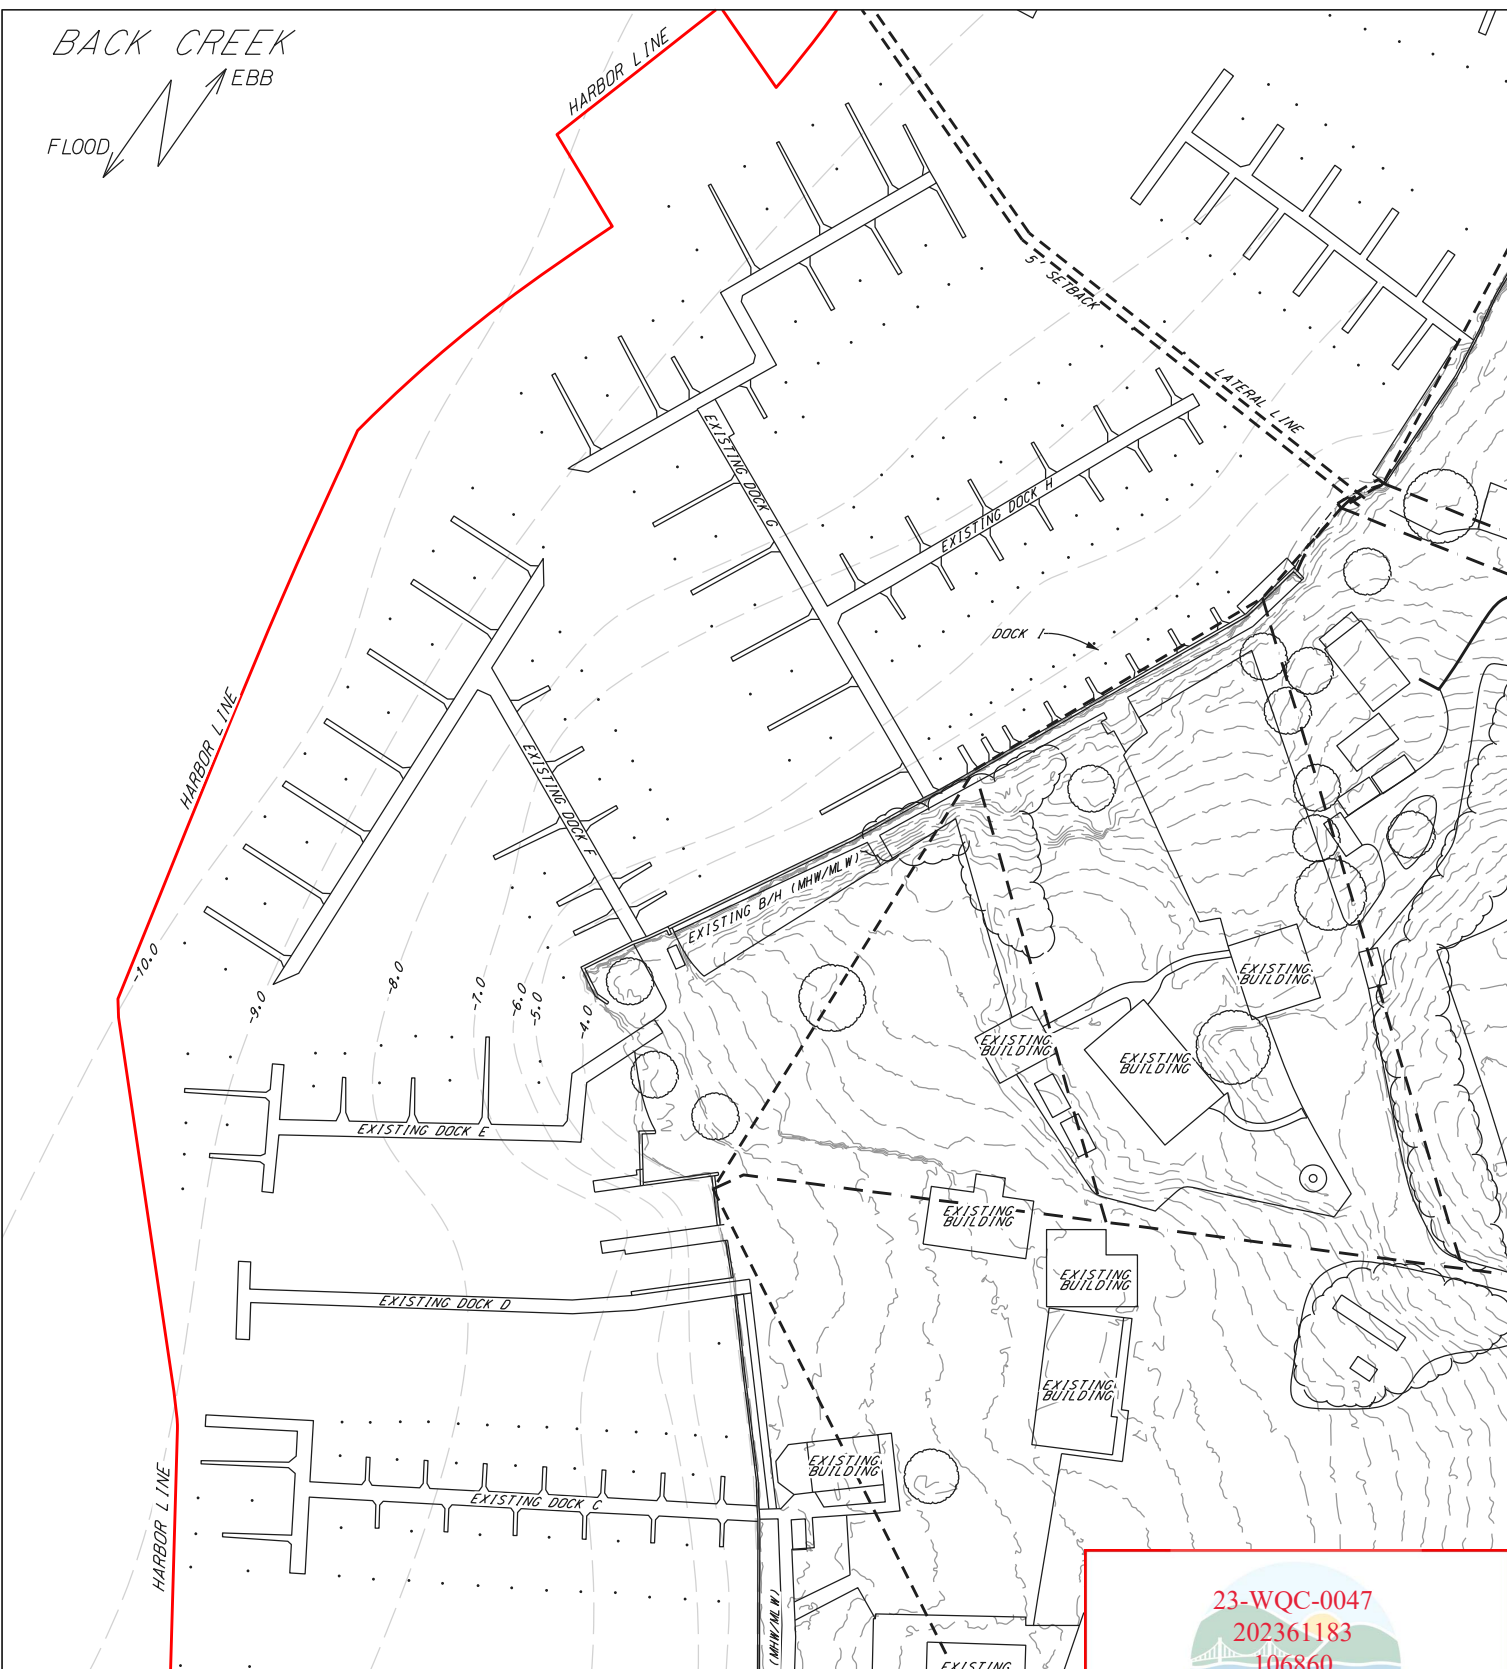 BACK CREEK
EBB
FLOOD
HARBOR LINE
5' SETBACK
LATERAL LINE
EXISTING DOCK G
EXISTING DOCK H
DOCK I
HARBOR LINE
EXISTING DOCK F
EXISTING B/H (MHW/MLW)
-10.0
-9.0
-8.0
-7.0
-6.0
-5.0
-4.0
EXISTING
BUILDING
EXISTING
BUILDING
EXISTING
BUILDING
EXISTING DOCK E
EXISTING
BUILDING
EXISTING
BUILDING
EXISTING DOCK D
EXISTING
BUILDING
EXISTING
BUILDING
HARBOR LINE
EXISTING DOCK C
(MHW/MLW)
EXISTING
23-WQC-0047
202361183
106860